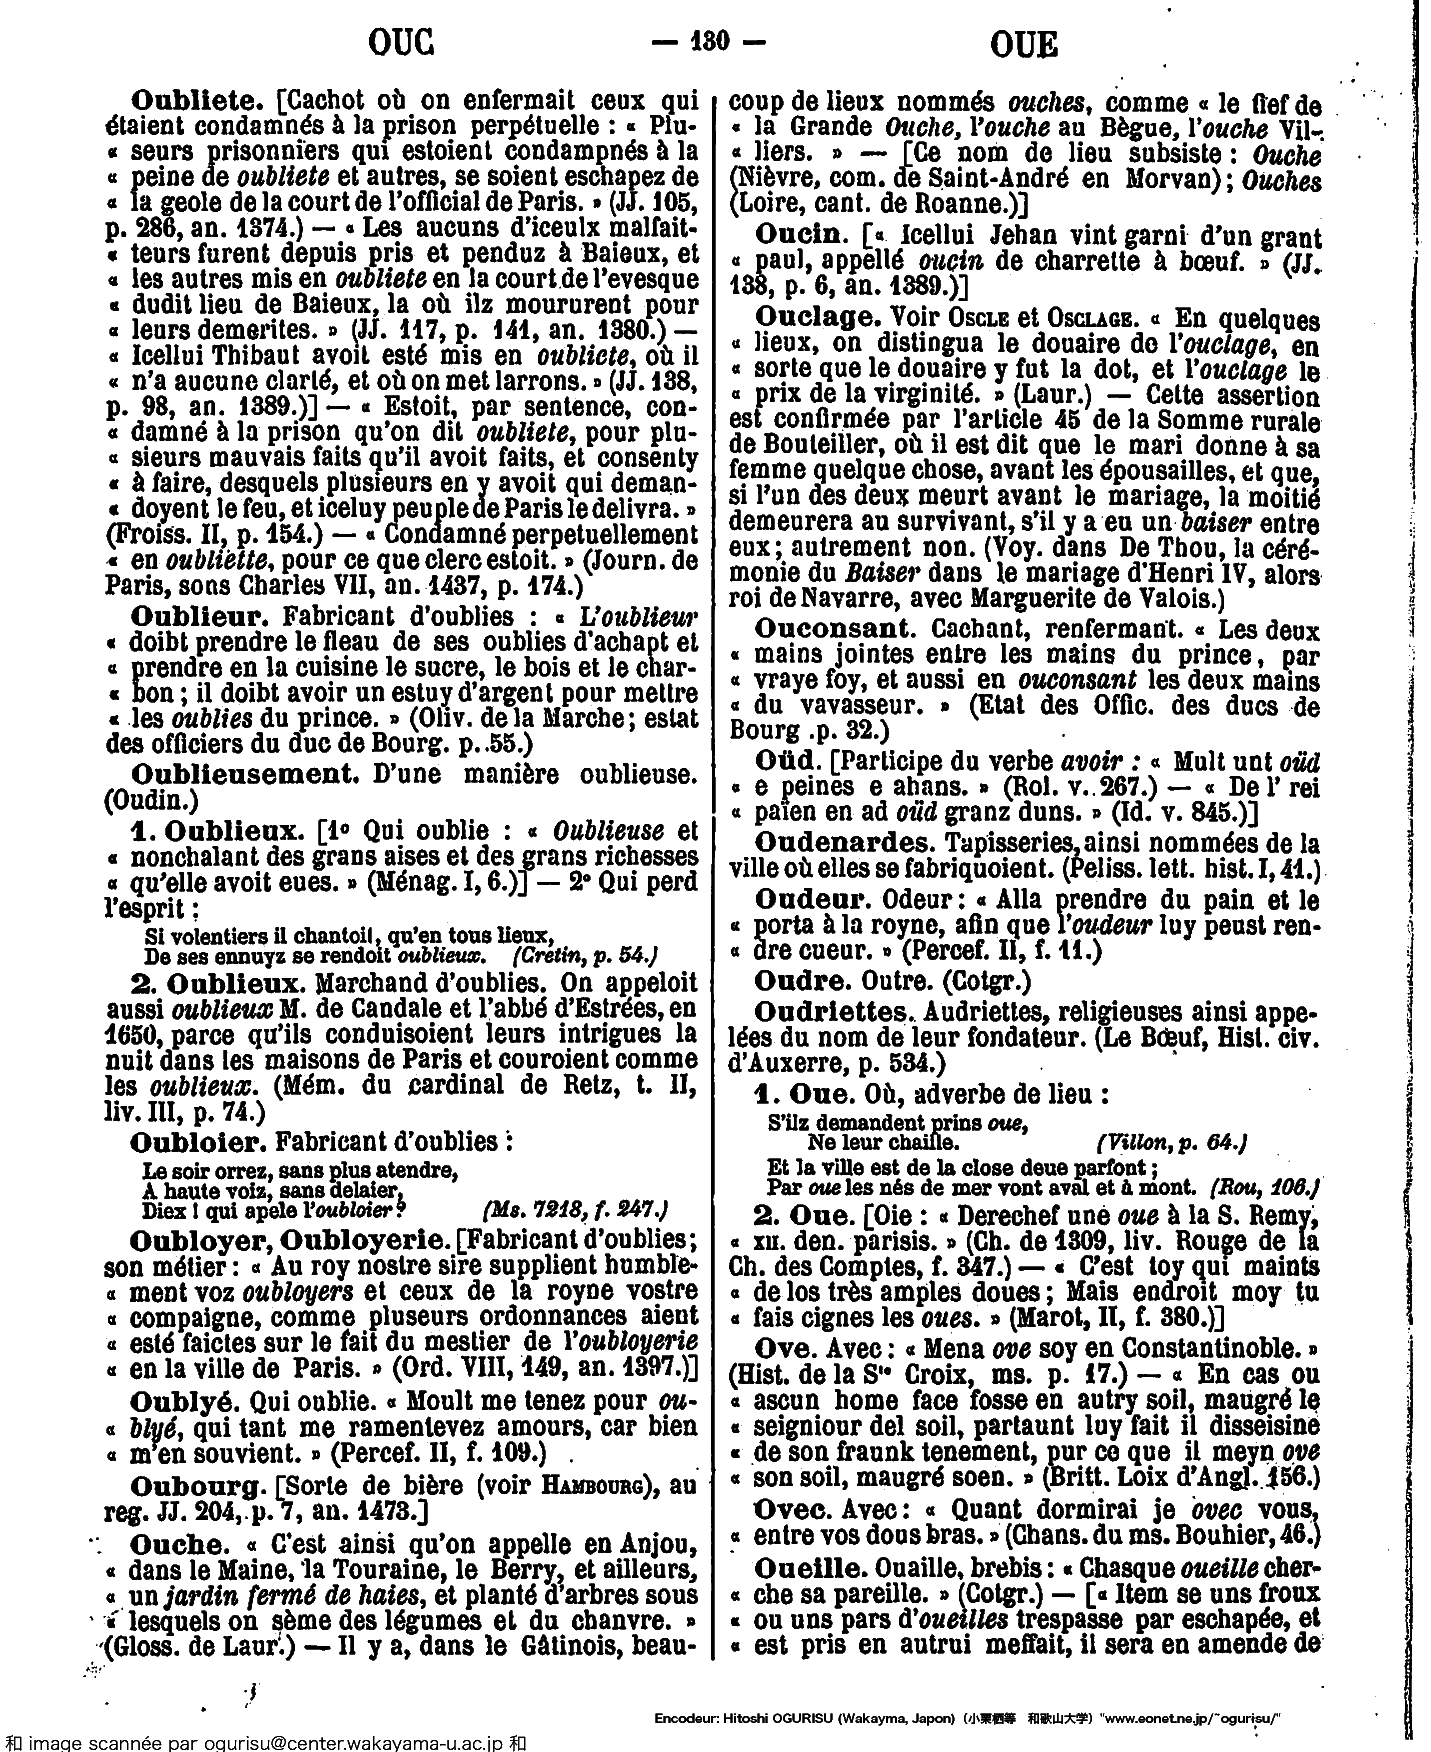 OUC — 130 — OUE
Oubliete. [Cachot où on enfermait ceux qui
étaient condamnés à la prison perpétuelle : « Plu-
« seurs prisonniers qui estoient condampnés à la
« peine de oubliete et autres, se soient eschapez de
« la geole de la court de l'official de Paris. » (JJ. 105,
p. 286, an. 1374.) — « Les aucuns d'iceulx malfait-
« teurs furent depuis pris et penduz à Baieux, et
« les autres mis en oubliete en la court de l'evesque
« dudit lieu de Baieux, la où ilz moururent pour
« leurs demerites. » (JJ. 117, p. 141, an. 1380.) —
« Icellui Thibaut avoit esté mis en oubliete, où il
« n'a aucune clarté, et où on met larrons. » (JJ. 138,
p. 98, an. 1389.)] — « Estoit, par sentence, con-
« damné à la prison qu'on dit oubliete, pour plu-
« sieurs mauvais faits qu'il avoit faits, et consenty
« à faire, desquels plusieurs en y avoit qui deman-
« doyent le feu, et iceluy peuple de Paris le delivra. »
(Froiss. II, p. 154.) — « Condamné perpetuellement
« en oubliette, pour ce que clerc estoit. » (Journ. de
Paris, sons Charles VII, an. 1437, p. 174.)
Oublieur. Fabricant d'oublies : « L'oublieur
« doibt prendre le fleau de ses oublies d'achapt et
« prendre en la cuisine le sucre, le bois et le char-
« bon ; il doibt avoir un estuy d'argent pour mettre
« les oublies du prince. » (Oliv. de la Marche ; estat
des officiers du duc de Bourg. p. 55.)
Oublieusement. D'une manière oublieuse.
(Oudin.)
1. Oublieux. [1º Qui oublie : « Oublieuse et
« nonchalant des grans aises et des grans richesses
« qu'elle avoit eues. » (Ménag. I, 6.)] — 2º Qui perd
l'esprit :
Si volentiers il chantoit, qu'en tous lieux,
De ses ennuyz se rendoit oublieux. (Cretin, p. 54.)
2. Oublieux. Marchand d'oublies. On appeloit
aussi oublieux M. de Candale et l'abbé d'Estrées, en
1650, parce qu'ils conduisoient leurs intrigues la
nuit dans les maisons de Paris et couroient comme
les oublieux. (Mém. du cardinal de Retz, t. II,
liv. III, p. 74.)
Oubloier. Fabricant d'oublies :
Le soir orrez, sans plus atendre,
A haute voiz, sans delaier,
Diex ! qui apele l'oubloier ? (Ms. 7218, f. 247.)
Oubloyer, Oubloyerie. [Fabricant d'oublies ;
son métier : « Au roy nostre sire supplient humble-
« ment voz oubloyers et ceux de la royne vostre
« compaigne, comme pluseurs ordonnances aient
« esté faictes sur le fait du mestier de l'oubloyerie
« en la ville de Paris. » (Ord. VIII, 149, an. 1397.)]
Oublyé. Qui oublie. « Moult me tenez pour ou-
« blyé, qui tant me ramentevez amours, car bien
« m'en souvient. » (Percef. II, f. 109.)
Oubourg. [Sorte de bière (voir HAMBOURG), au
reg. JJ. 204, p. 7, an. 1473.]
Ouche. « C'est ainsi qu'on appelle en Anjou,
« dans le Maine, la Touraine, le Berry, et ailleurs,
« un jardin fermé de haies, et planté d'arbres sous
« lesquels on sème des légumes et du chanvre. »
(Gloss. de Laur.) — Il y a, dans le Gâtinois, beau-
coup de lieux nommés ouches, comme « le fief de
« la Grande Ouche, l'ouche au Bègue, l'ouche Vil-
« liers. » — [Ce nom de lieu subsiste : Ouche
(Nièvre, com. de Saint-André en Morvan) ; Ouches
(Loire, cant. de Roanne.)]
Oucin. [« Icellui Jehan vint garni d'un grant
« paul, appellé oucin de charrette à bœuf. » (JJ.
138, p. 6, an. 1389.)]
Ouclage. Voir OSCLE et OSCLAGE. « En quelques
« lieux, on distingua le douaire de l'ouclage, en
« sorte que le douaire y fut la dot, et l'ouclage le
« prix de la virginité. » (Laur.) — Cette assertion
est confirmée par l'article 45 de la Somme rurale
de Bouteiller, où il est dit que le mari donne à sa
femme quelque chose, avant les épousailles, et que,
si l'un des deux meurt avant le mariage, la moitié
demeurera au survivant, s'il y a eu un baiser entre
eux ; autrement non. (Voy. dans De Thou, la céré-
monie du Baiser dans le mariage d'Henri IV, alors
roi de Navarre, avec Marguerite de Valois.)
Ouconsant. Cachant, renfermant. « Les deux
« mains jointes entre les mains du prince, par
« vraye foy, et aussi en ouconsant les deux mains
« du vavasseur. » (Etat des Offic. des ducs de
Bourg .p. 32.)
Oüd. [Participe du verbe avoir : « Mult unt oüd
« e peines e ahans. » (Rol. v. 267.) — « De l' rei
« païen en ad oüd granz duns. » (Id. v. 845.)]
Oudenardes. Tapisseries, ainsi nommées de la
ville où elles se fabriquoient. (Peliss. lett. hist. I, 41.)
Oudeur. Odeur : « Alla prendre du pain et le
« porta à la royne, afin que l'oudeur luy peust ren-
« dre cueur. » (Percef. II, f. 11.)
Oudre. Outre. (Cotgr.)
Oudriettes. Audriettes, religieuses ainsi appe-
lées du nom de leur fondateur. (Le Bœuf, Hist. civ.
d'Auxerre, p. 534.)
1. Oue. Où, adverbe de lieu :
S'ilz demandent prins oue,
Ne leur chaille. (Villon, p. 64.)
Et la ville est de la close deue parfont ;
Par oue les nés de mer vont aval et à mont. (Rou, 106.)
2. Oue. [Oie : « Derechef une oue à la S. Remy,
« XII. den. parisis. » (Ch. de 1309, liv. Rouge de la
Ch. des Comptes, f. 347.) — « C'est toy qui maints
« de los très amples doues ; Mais endroit moy tu
« fais cignes les oues. » (Marot, II, f. 380.)]
Ove. Avec : « Mena ove soy en Constantinoble. »
(Hist. de la Ste Croix, ms. p. 17.) — « En cas ou
« ascun home face fosse en autry soil, maugré le
« seigniour del soil, partaunt luy fait il disseisine
« de son fraunk tenement, pur ce que il meyn ove
« son soil, maugré soen. » (Britt. Loix d'Angl. 156.)
Ovec. Avec : « Quant dormirai je ovec vous,
« entre vos dous bras. » (Chans. du ms. Bouhier, 46.)
Oueille. Ouaille, brebis : « Chasque oueille cher-
« che sa pareille. » (Cotgr.) — [« Item se uns froux
« ou uns pars d'oueilles trespasse par eschapée, et
« est pris en autrui meffait, il sera en amende de
Encodeur: Hitoshi OGURISU (Wakayma, Japon) (小栗栖等 和歌山大学) "www.eonet.ne.jp/~ogurisu/"
和 image scannée par ogurisu@center.wakayama-u.ac.jp 和